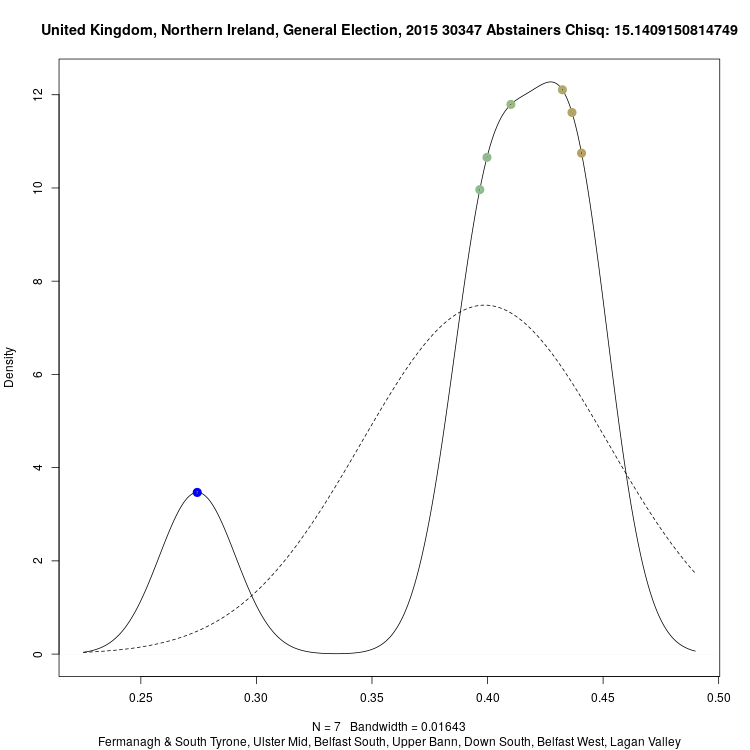 United Kingdom, Northern Ireland, General Election, 2015 30347 Abstainers Chisq: 15.1409150814749
Density
12
10
8
6
4
2
0
0.25 0.30 0.35 0.40 0.45 0.50
N = 7 Bandwidth = 0.01643
Fermanagh & South Tyrone, Ulster Mid, Belfast South, Upper Bann, Down South, Belfast West, Lagan Valley